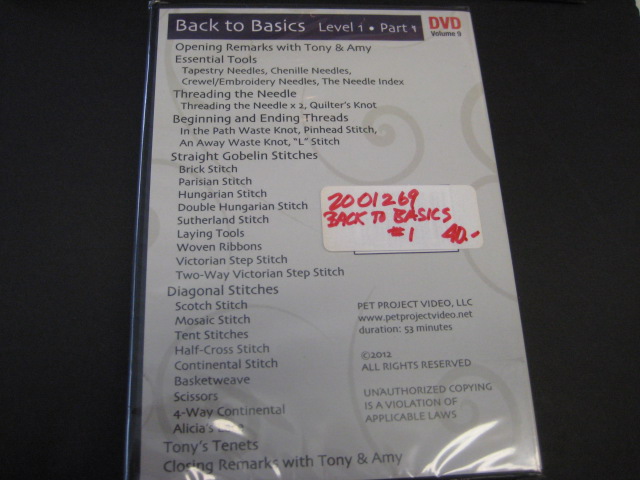 Back to Basics Level 1 • Part 1
DVD
Volume 9
Opening Remarks with Tony & Amy
Essential Tools
Tapestry Needles, Chenille Needles,
Crewel/Embroidery Needles, The Needle Index
Threading the Needle
Threading the Needle x 2, Quilter's Knot
Beginning and Ending Threads
In the Path Waste Knot, Pinhead Stitch,
An Away Waste Knot, "L" Stitch
Straight Gobelin Stitches
Brick Stitch
Parisian Stitch
Hungarian Stitch
Double Hungarian Stitch
Sutherland Stitch
Laying Tools
Woven Ribbons
Victorian Step Stitch
Two-Way Victorian Step Stitch
Diagonal Stitches
Scotch Stitch
Mosaic Stitch
Tent Stitches
Half-Cross Stitch
Continental Stitch
Basketweave
Scissors
4-Way Continental
Alicia's
Tony's Tenets
Closing Remarks with Tony & Amy
2001269
BACK TO BASICS
#1 40.-
PET PROJECT VIDEO, LLC
www.petprojectvideo.net
duration: 53 minutes
©2012
ALL RIGHTS RESERVED
UNAUTHORIZED COPYING
IS A VIOLATION OF
APPLICABLE LAWS